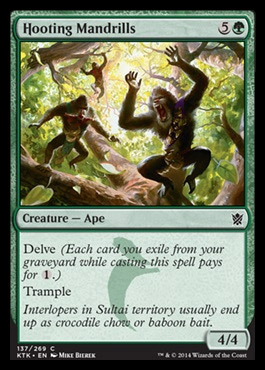 Hooting Mandrills 5
Creature — Ape
Delve (Each card you exile from your
graveyard while casting this spell pays
for 1.)
Trample
Interlopers in Sultai territory usually end
up as crocodile chow or baboon bait.
4/4
137/269 C
KTK • EN MIKE BIEREK
™ & © 2014 Wizards of the Coast